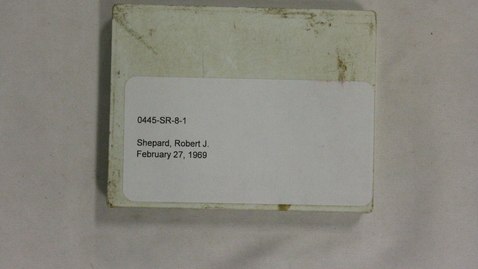 0445-SR-8-1
Shepard, Robert J.
February 27, 1969